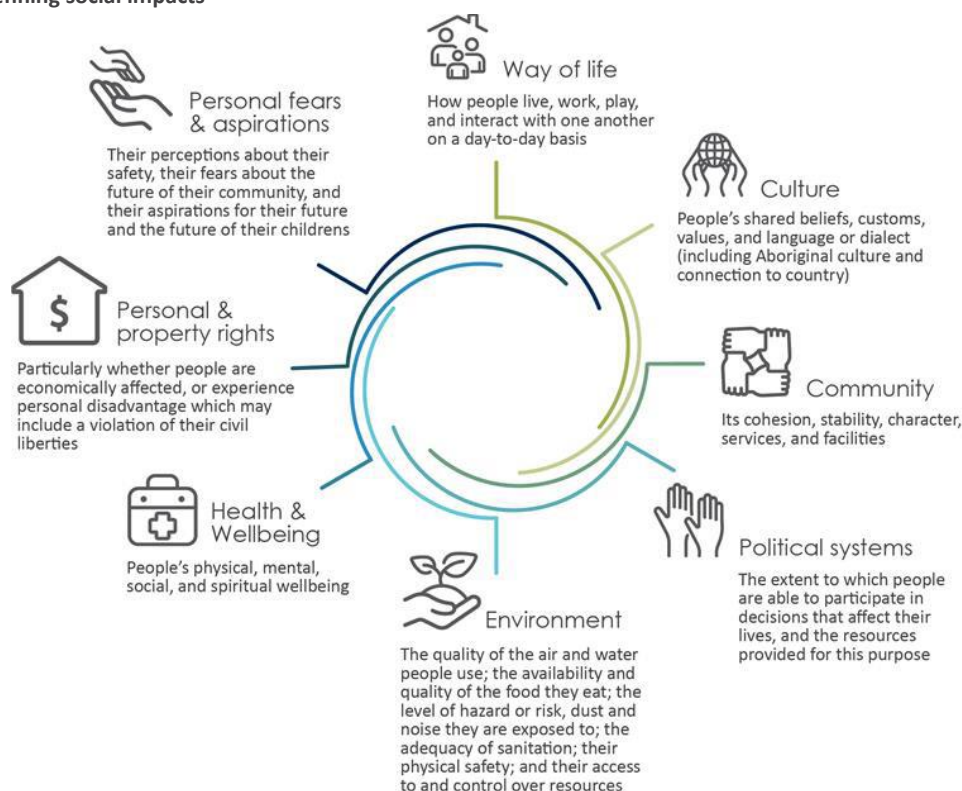 Way of life
How people live, work, play,
and interact with one another
on a day-to-day basis
Culture
People's shared beliefs, customs,
values, and language or dialect
(including Aboriginal culture and
connection to country)
Community
Its cohesion, stability, character,
services, and facilities
Political systems
The extent to which people
are able to participate in
decisions that affect their
lives, and the resources
provided for this purpose
Environment
The quality of the air and water
people use; the availability and
quality of the food they eat; the
level of hazard or risk, dust and
noise they are exposed to; the
adequacy of sanitation; their
physical safety; and their access
to and control over resources
Health &
Wellbeing
People's physical, mental,
social, and spiritual wellbeing
$
Personal &
property rights
Particularly whether people are
economically affected, or experience
personal disadvantage which may
include a violation of their civil
liberties
Personal fears
& aspirations
Their perceptions about their
safety, their fears about the
future of their community, and
their aspirations for their future
and the future of their childrens